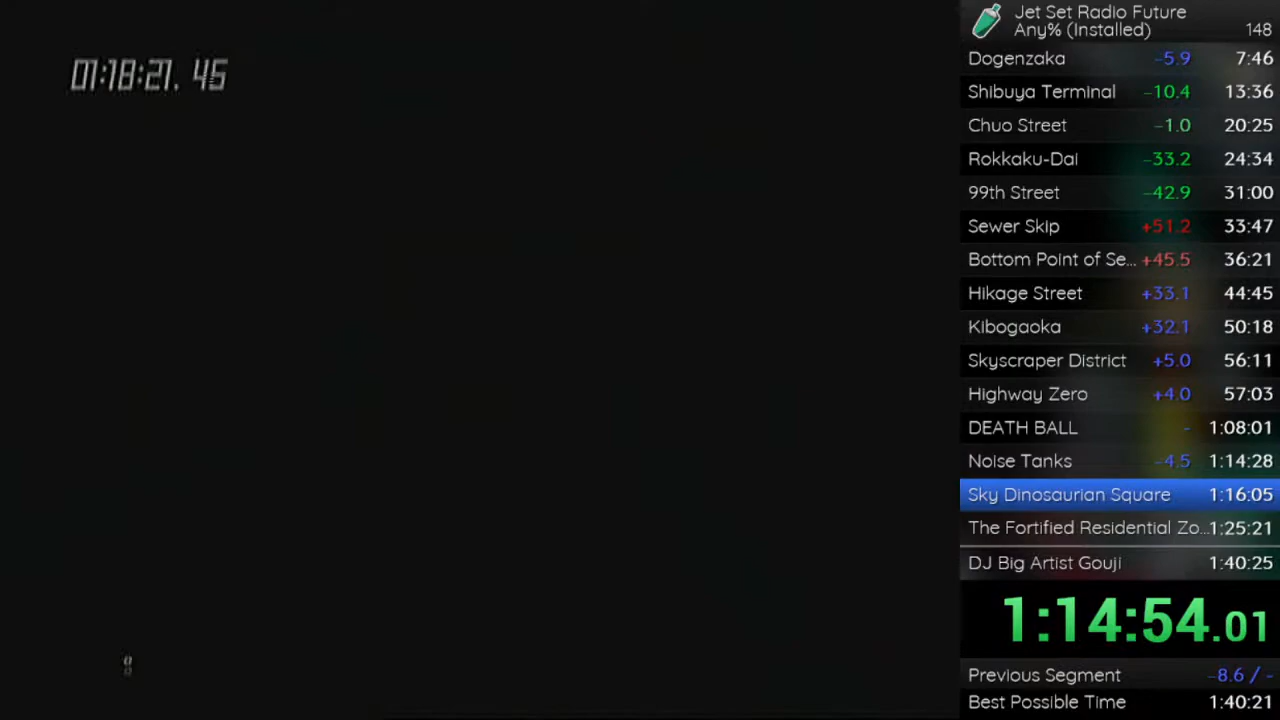 01:18:21. 45
Jet Set Radio Future
Any% (Installed) 148
Dogenzaka -5.9 7:46
Shibuya Terminal -10.4 13:36
Chuo Street -1.0 20:25
Rokkaku-Dai -33.2 24:34
99th Street -42.9 31:00
Sewer Skip +51.2 33:47
Bottom Point of Se... +45.5 36:21
Hikage Street +33.1 44:45
Kibogaoka +32.1 50:18
Skyscraper District +5.0 56:11
Highway Zero +4.0 57:03
DEATH BALL - 1:08:01
Noise Tanks -4.5 1:14:28
Sky Dinosaurian Square 1:16:05
The Fortified Residential Zo... 1:25:21
DJ Big Artist Gouji 1:40:25
1:14:54.01
Previous Segment -8.6 / -
Best Possible Time 1:40:21